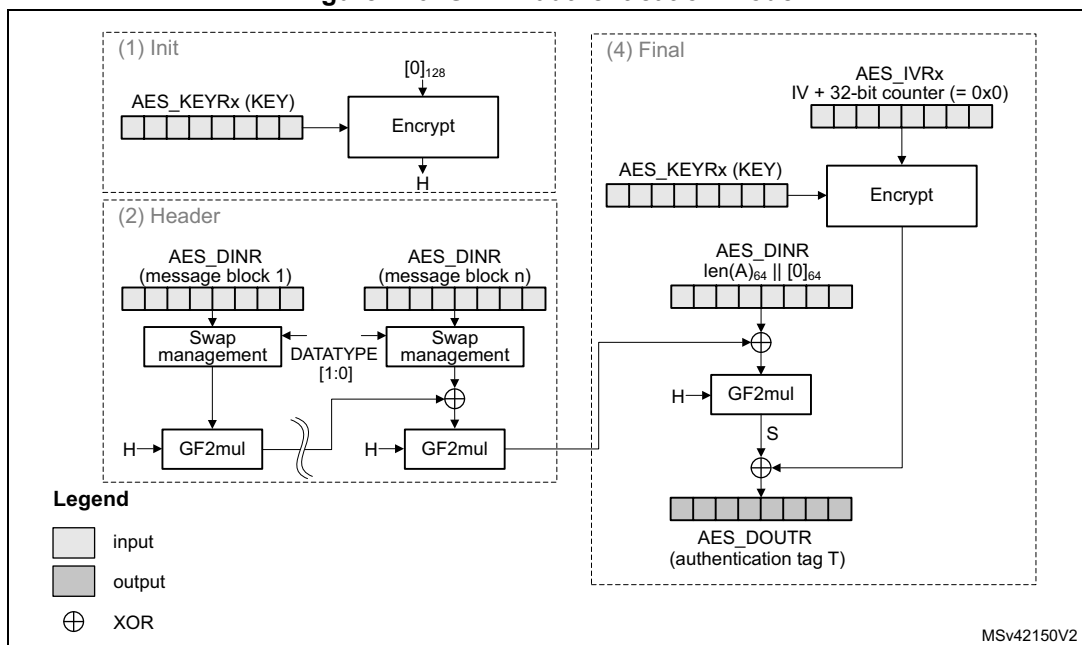 (1) Init
[0]128
AES_KEYRx (KEY)
Encrypt
H
(2) Header
AES_DINR
(message block 1)
AES_DINR
(message block n)
Swap
management
DATATYPE
[1:0]
Swap
management
H
GF2mul
H
GF2mul
(4) Final
AES_IVRx
IV + 32-bit counter (= 0x0)
AES_KEYRx (KEY)
Encrypt
AES_DINR
len(A)64 || [0]64
H
GF2mul
S
AES_DOUTR
(authentication tag T)
Legend
input
output
XOR
MSv42150V2